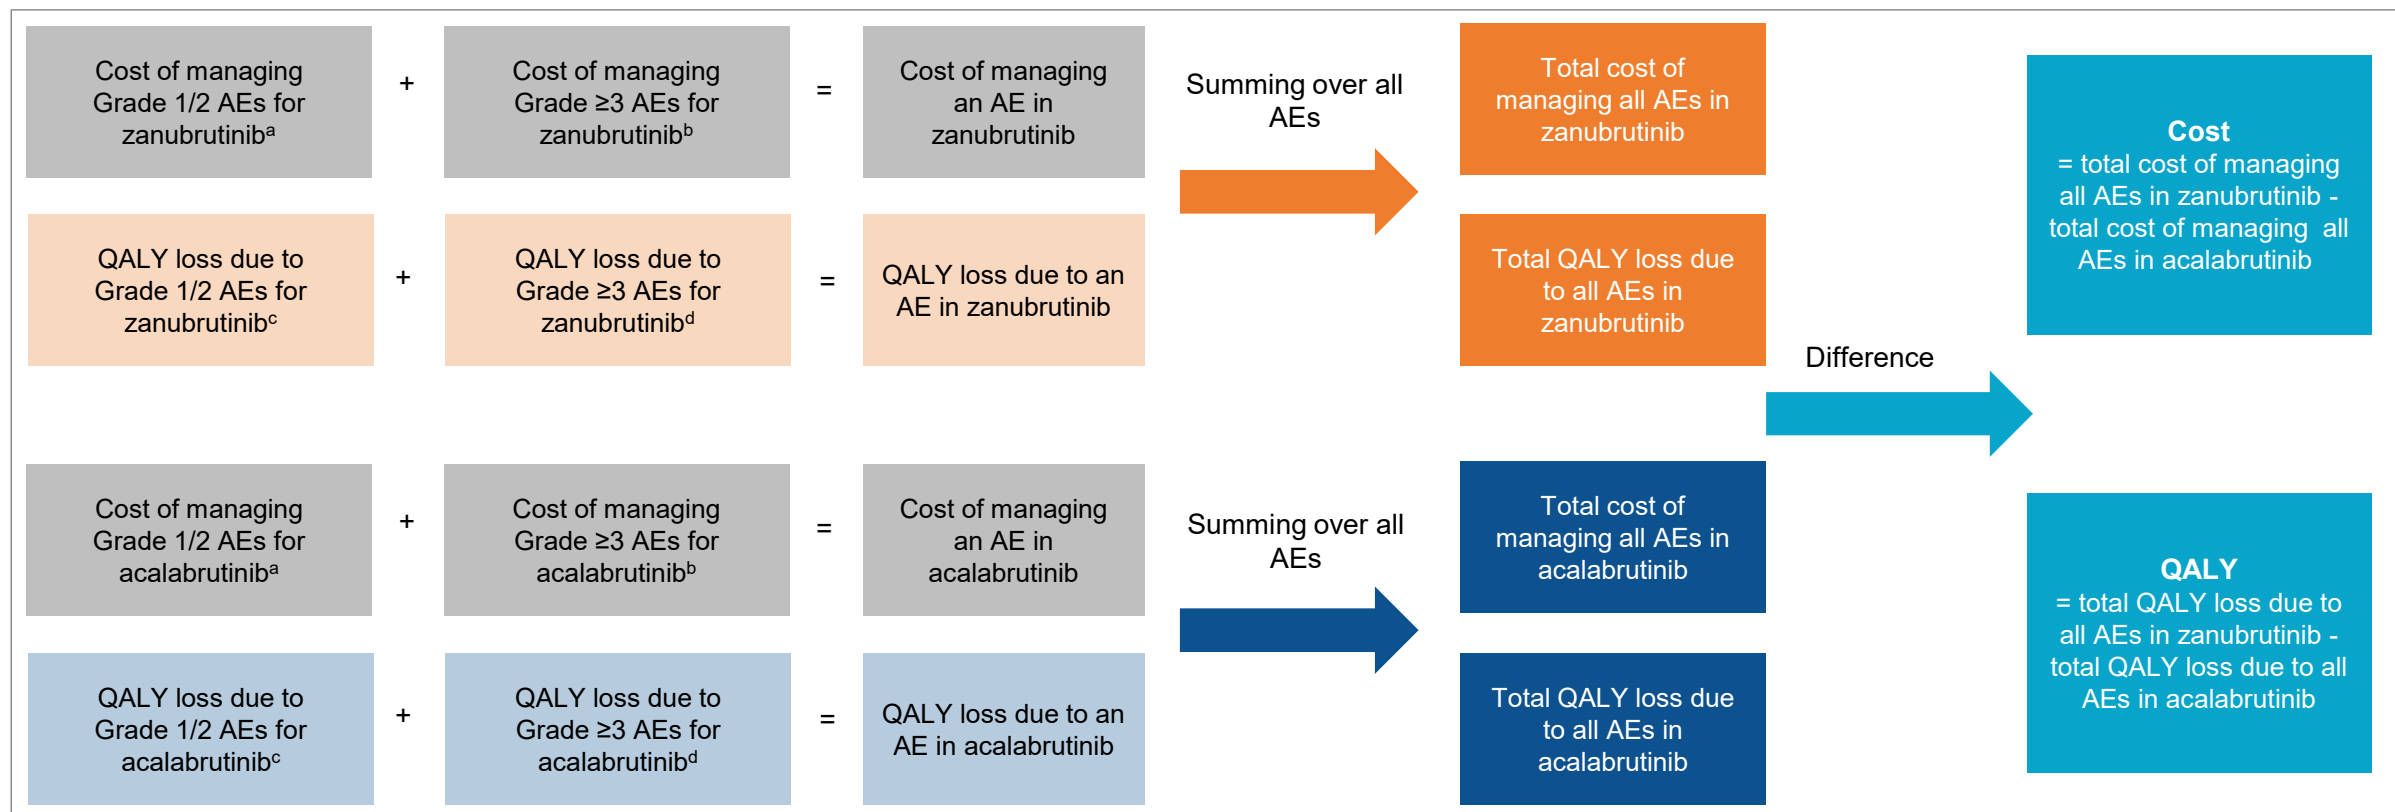 Cost of managing
Grade 1/2 AEs for
zanubrutinibᵃ
+
Cost of managing
Grade ≥3 AEs for
zanubrutinibᵇ
=
Cost of managing
an AE in
zanubrutinib
Summing over all
AEs
Total cost of
managing all AEs in
zanubrutinib
QALY loss due to
Grade 1/2 AEs for
zanubrutinibᶜ
+
QALY loss due to
Grade ≥3 AEs for
zanubrutinibᵈ
=
QALY loss due to an
AE in zanubrutinib
Total QALY loss due
to all AEs in
zanubrutinib
Cost of managing
Grade 1/2 AEs for
acalabrutinibᵃ
+
Cost of managing
Grade ≥3 AEs for
acalabrutinibᵇ
=
Cost of managing
an AE in
acalabrutinib
Summing over all
AEs
Total cost of
managing all AEs in
acalabrutinib
QALY loss due to
Grade 1/2 AEs for
acalabrutinibᶜ
+
QALY loss due to
Grade ≥3 AEs for
acalabrutinibᵈ
=
QALY loss due to an
AE in acalabrutinib
Total QALY loss due
to all AEs in
acalabrutinib
Difference
Cost
= total cost of managing
all AEs in zanubrutinib -
total cost of managing all
AEs in acalabrutinib
QALY
= total QALY loss due to
all AEs in zanubrutinib -
total QALY loss due to all
AEs in acalabrutinib